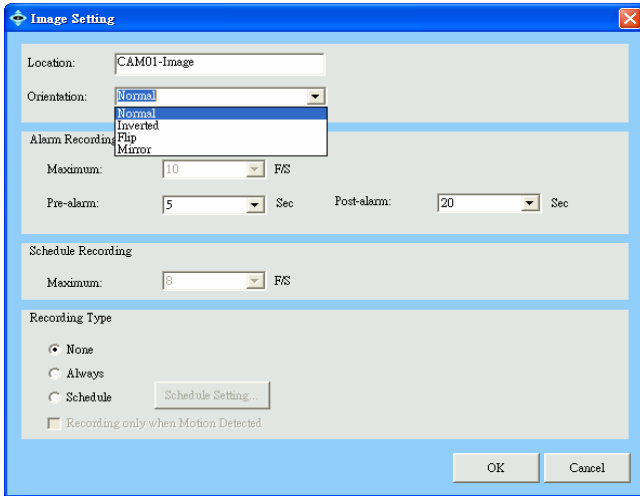 Image Setting
Location: CAM01-Image
Orientation: Normal
Normal
Inverted
Flip
Mirror
Alarm Recording
Maximum: 10 F/S
Pre-alarm: 5 Sec Post-alarm: 20 Sec
Schedule Recording
Maximum: 8 F/S
Recording Type
None
Always
Schedule Schedule Setting...
Recording only when Motion Detected
OK Cancel